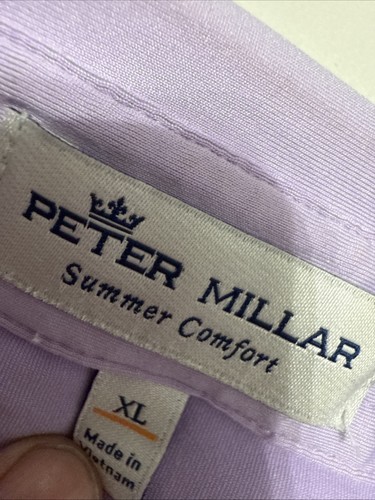 PETER MILLAR
Summer Comfort
XL
Made in
Vietnam